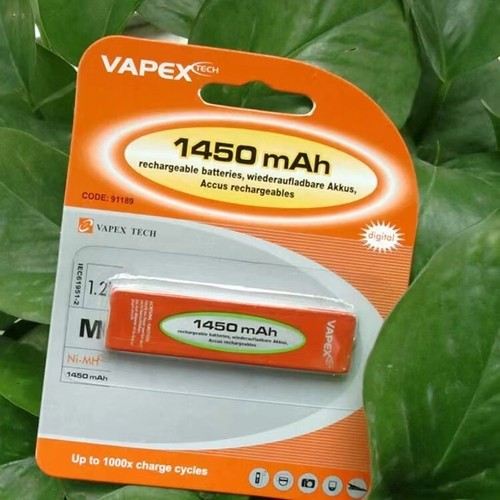 VAPEX TECH
1450 mAh
rechargeable batteries, wiederaufladbare Akkus,
Accus rechargeables
CODE: 91189
digital
VAPEX TECH
IEC61951-2
1.2
M
Ni-MH
1450 mAh
1450 mAh
rechargeable batteries, wiederaufladbare Akkus,
Accus rechargeables
VAPEX
Up to 1000x charge cycles